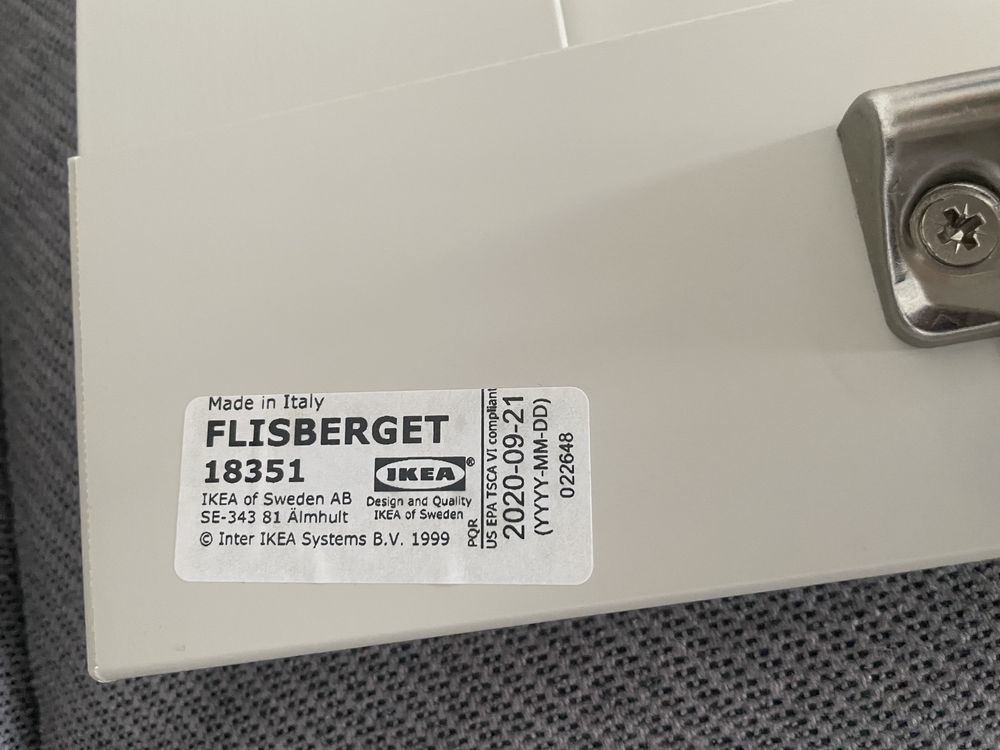 Made in Italy
FLISBERGET
18351
IKEA®
IKEA of Sweden AB
SE-343 81 Älmhult
Design and Quality
IKEA of Sweden
© Inter IKEA Systems B.V. 1999
PQR
US EPA TSCA VI compliant
2020-09-21
(YYYY-MM-DD)
022648